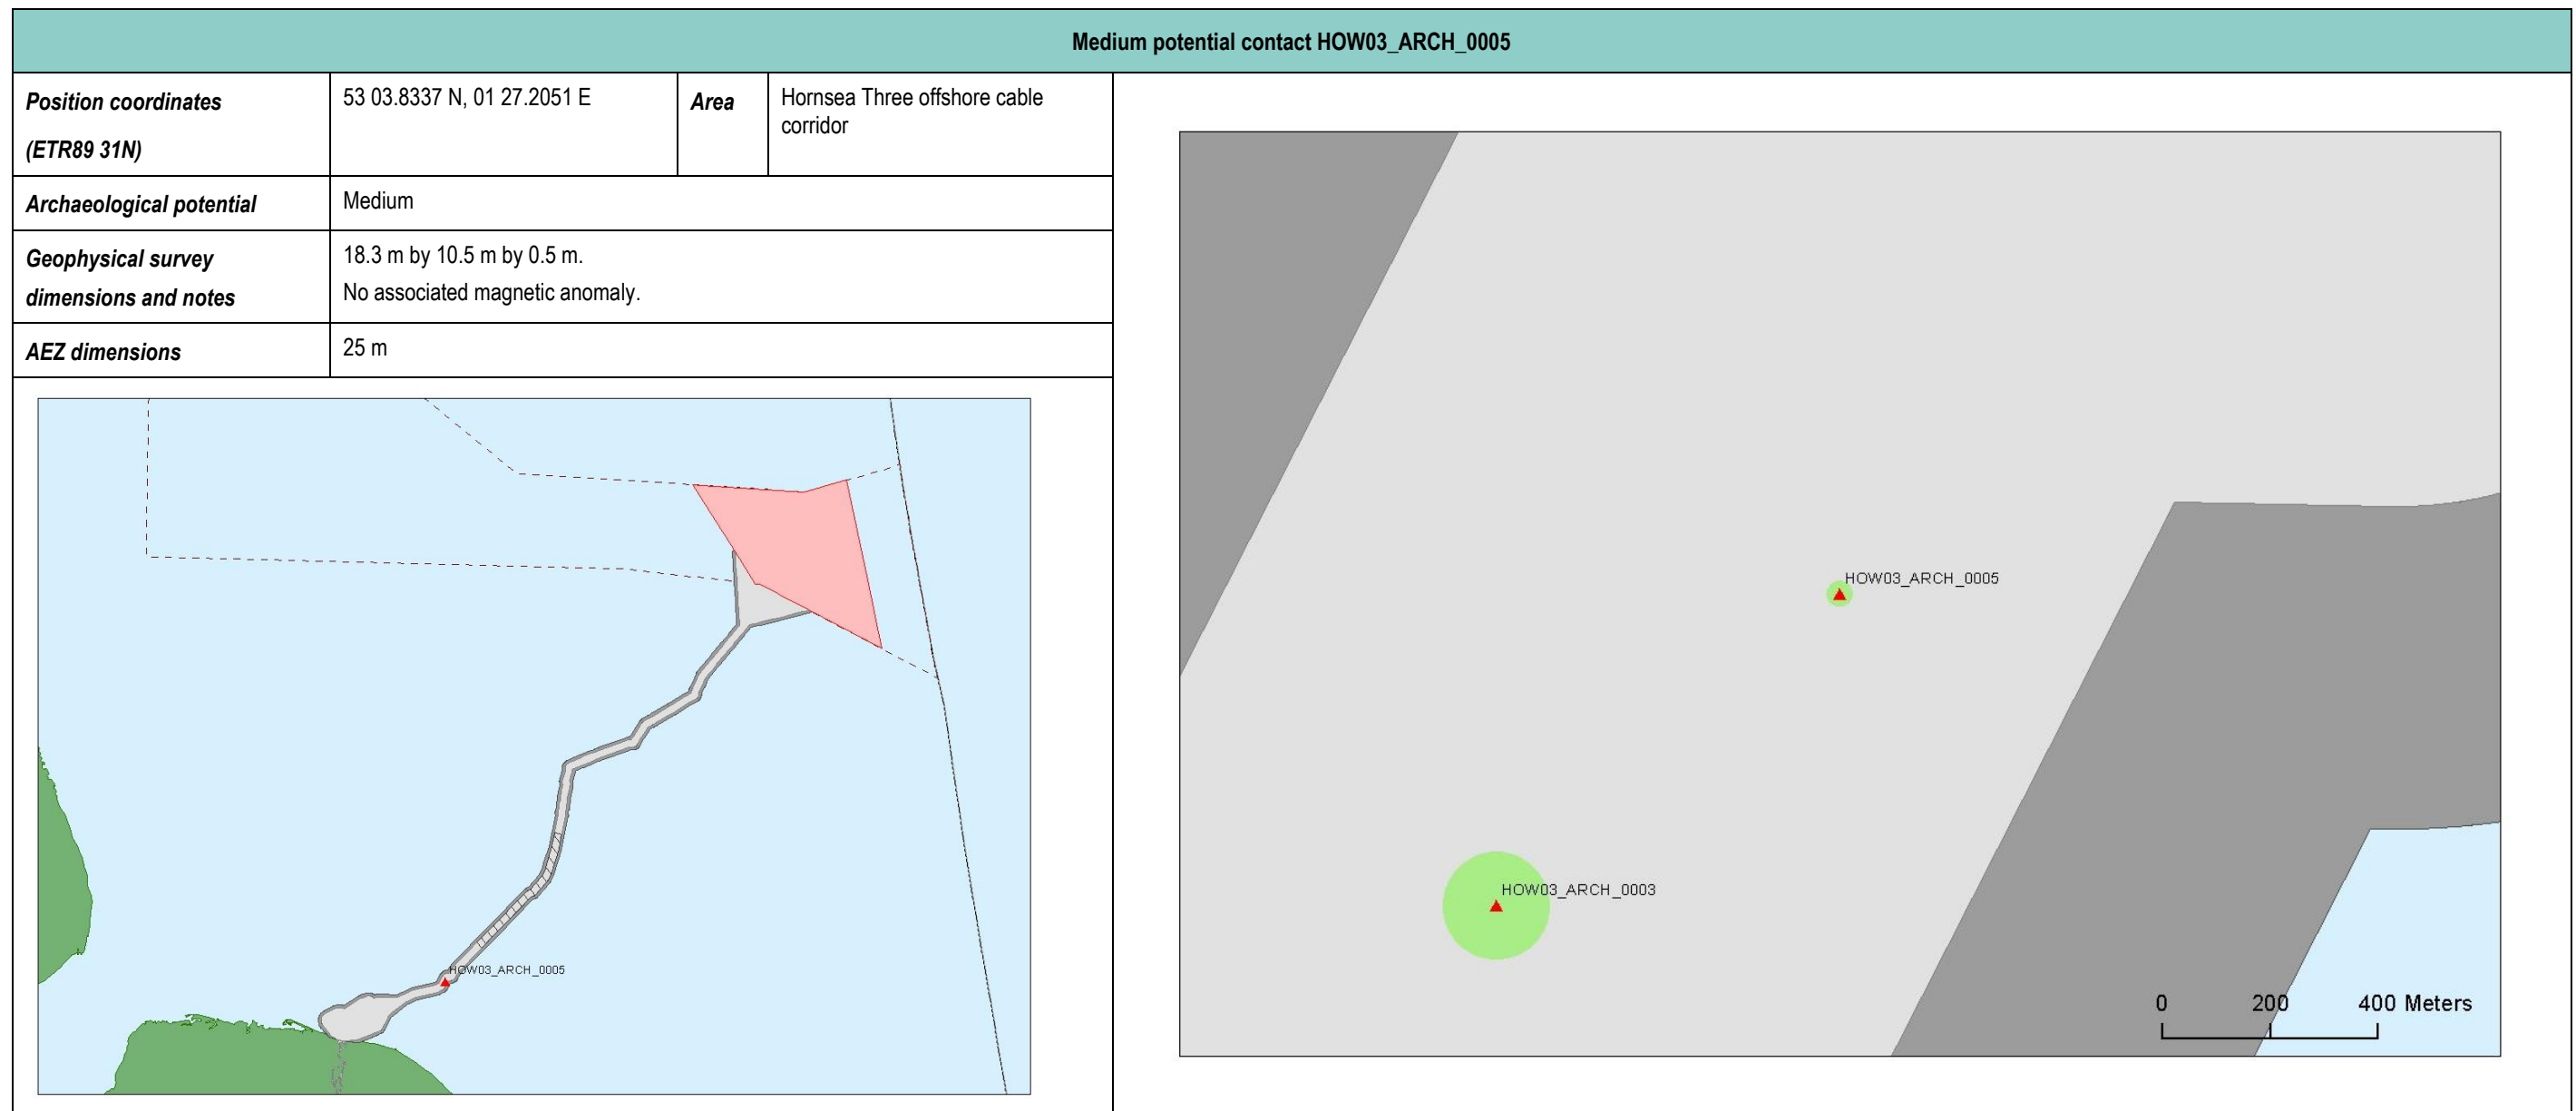 Medium potential contact HOW03_ARCH_0005
Position coordinates
(ETR89 31N)
53 03.8337 N, 01 27.2051 E
Area
Hornsea Three offshore cable
corridor
Archaeological potential
Medium
Geophysical survey
dimensions and notes
18.3 m by 10.5 m by 0.5 m.
No associated magnetic anomaly.
AEZ dimensions
25 m
HOW03_ARCH_0005
HOW03_ARCH_0005
HOW03_ARCH_0003
0 200 400 Meters